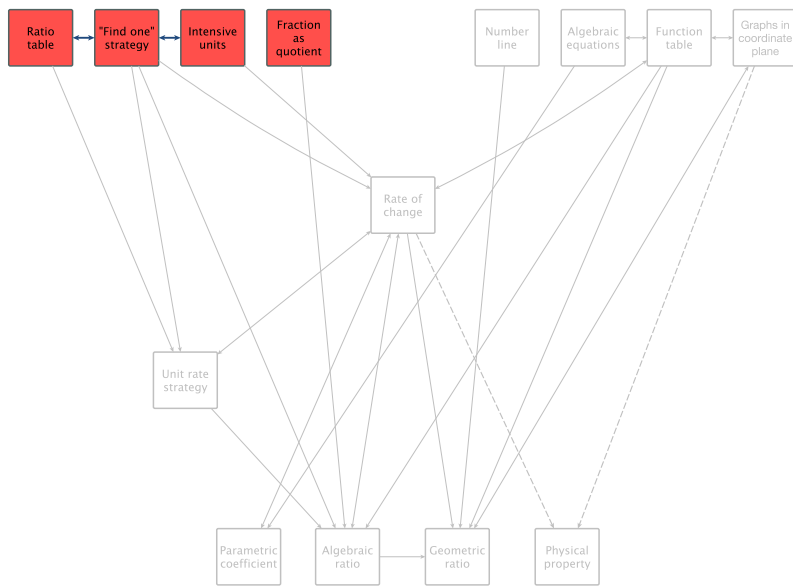 Ratio
table
"Find one"
strategy
Intensive
units
Fraction
as
quotient
Number
line
Algebraic
equations
Function
table
Graphs in
coordinate
plane
Rate of
change
Unit rate
strategy
Parametric
coefficient
Algebraic
ratio
Geometric
ratio
Physical
property